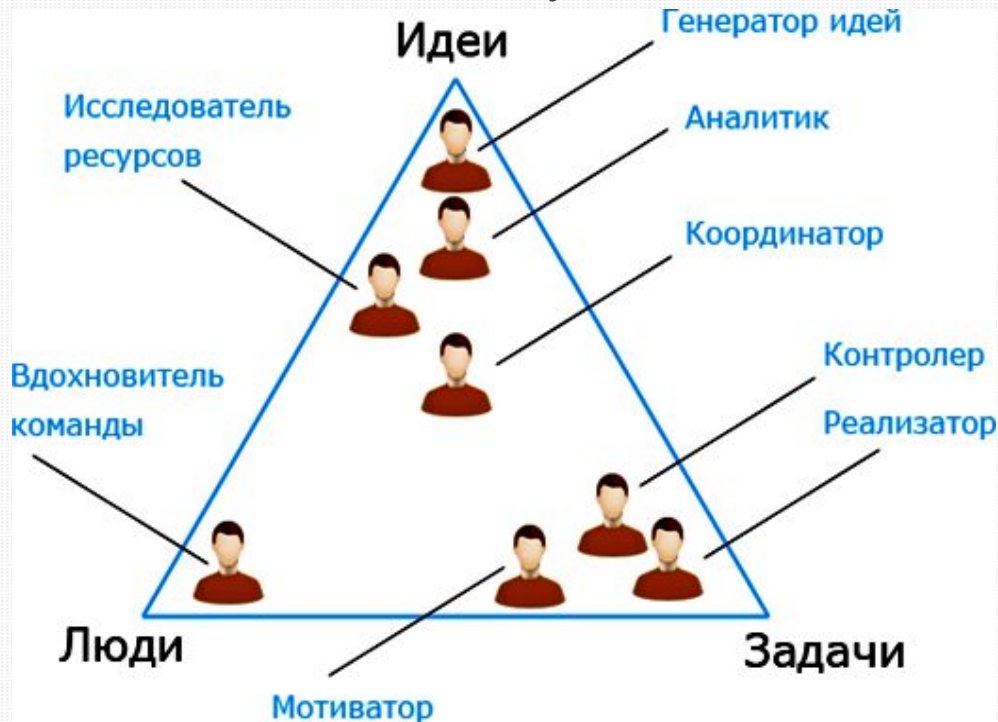 Идеи
Генератор идей
Исследователь
ресурсов
Аналитик
Координатор
Вдохновитель
команды
Контролер
Реализатор
Люди
Задачи
Мотиватор